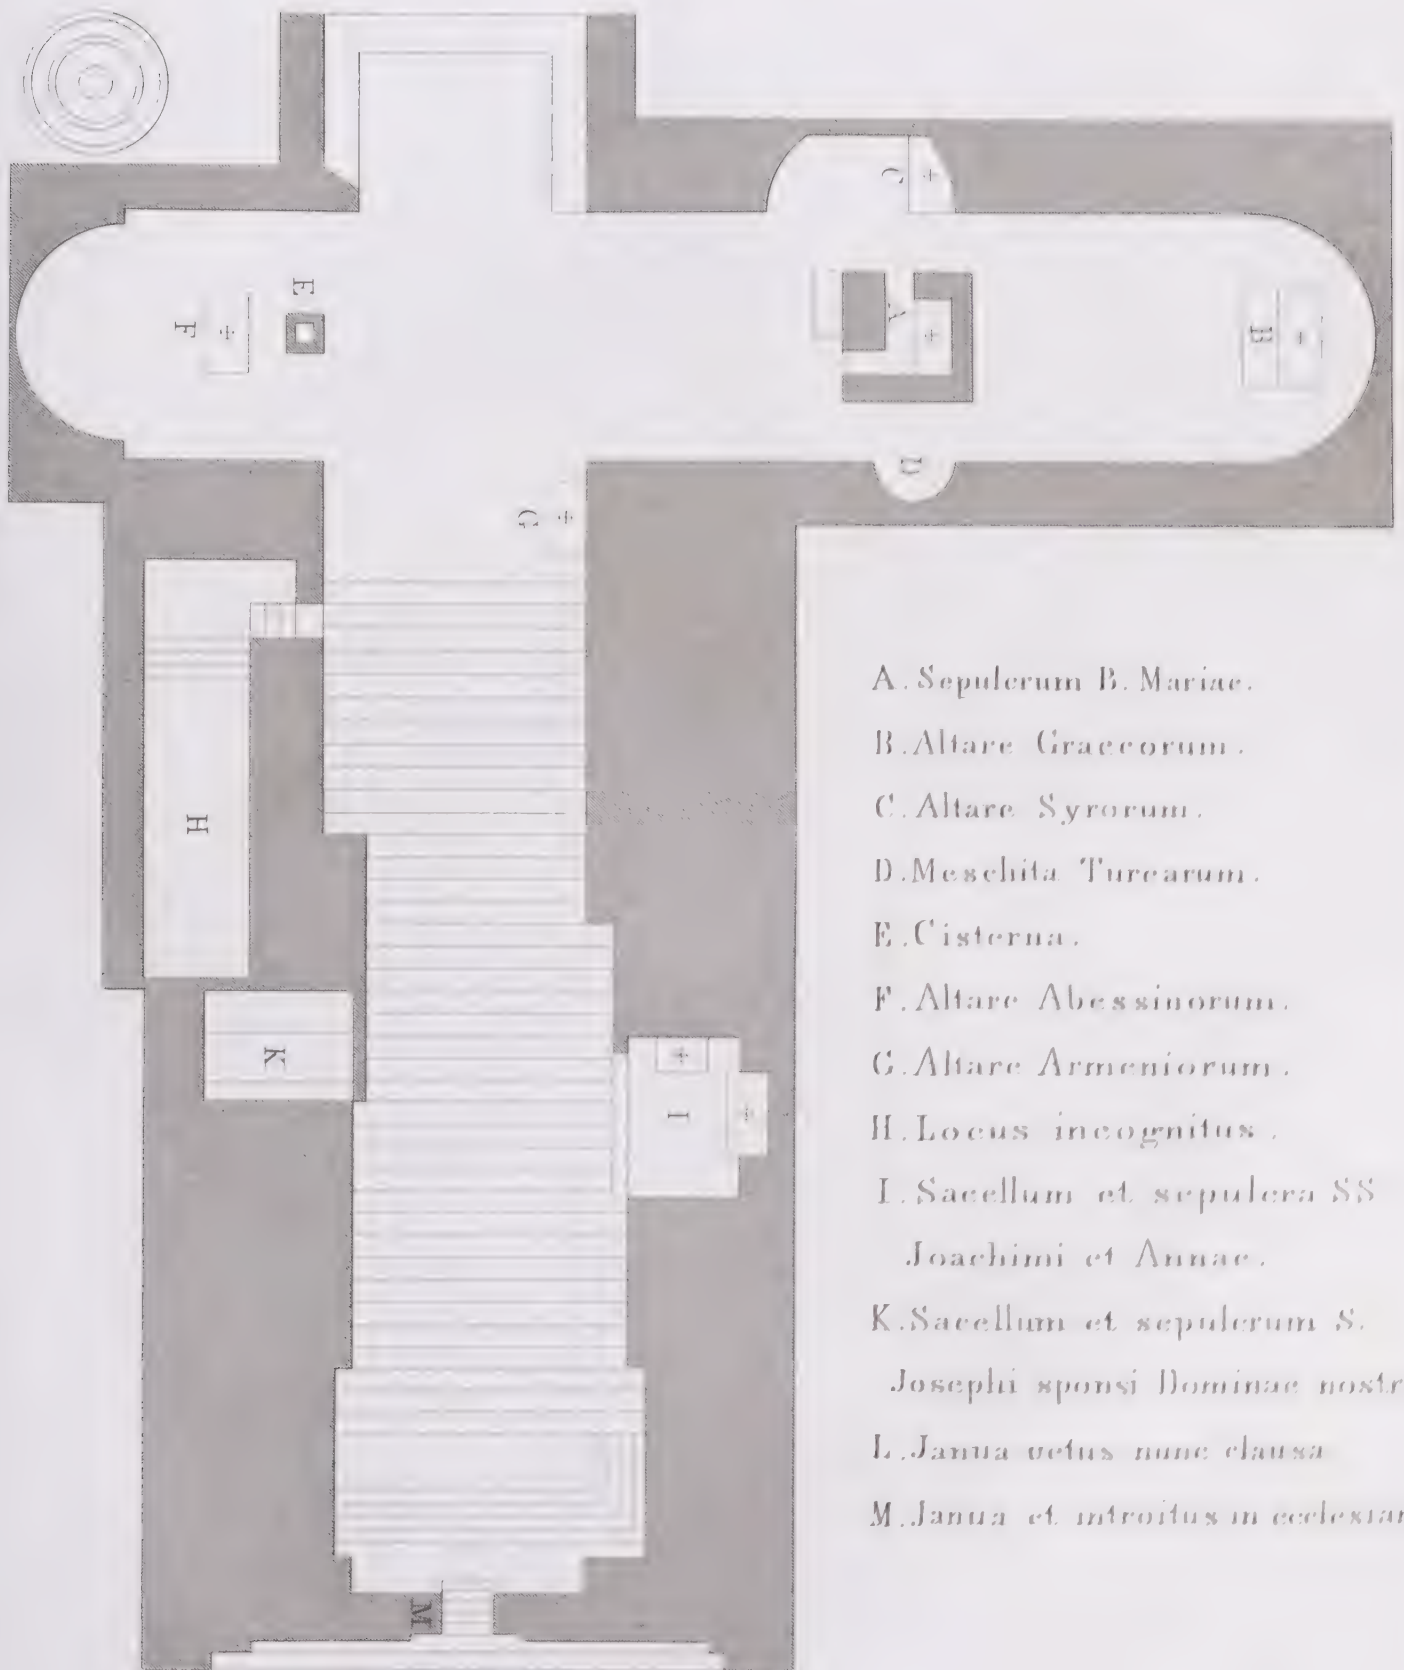 C
E
F
A
B
D
G
H
K
I
M
A. Sepulcrum B. Mariae.
B. Altare Graecorum.
C. Altare Syrorum.
D. Meschita Turcarum.
E. Cisterna.
F. Altare Abessinorum.
G. Altare Armeniorum.
H. Locus incognitus.
I. Sacellum et sepulcra SS
Joachimi et Annae.
K. Sacellum et sepulcrum S.
Josephi sponsi Dominae nostr
L. Janua vetus nunc clausa
M. Janua et introitus in ecclesiam